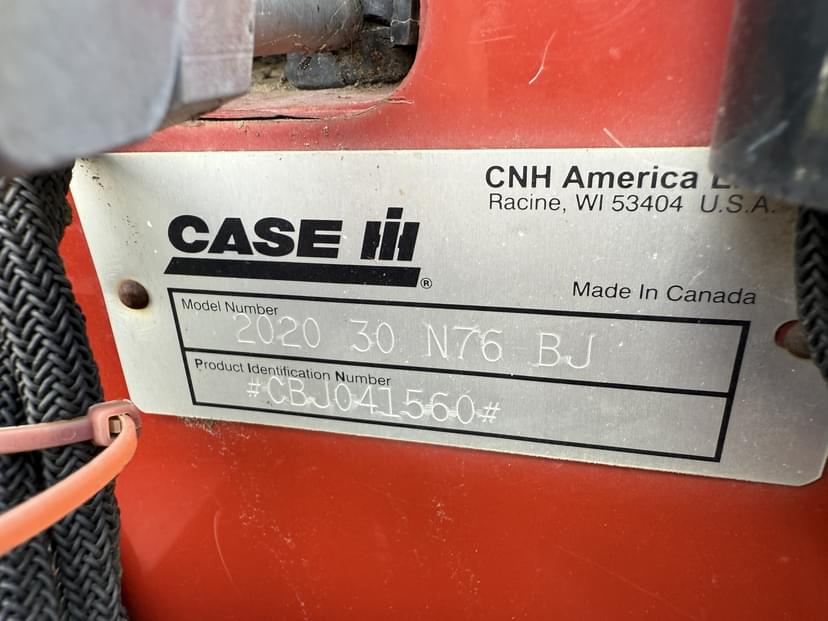 CNH America
Racine, WI 53404 U.S.A.
CASE IH ®
Made In Canada
Model Number
2020 30 N76 BJ
Product Identification Number
#CBJ041560#